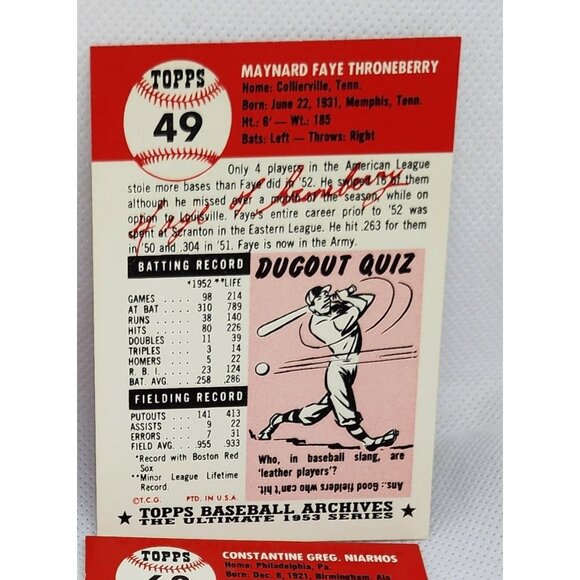 TOPPS
49
MAYNARD FAYE THRONEBERRY
Home: Collierville, Tenn.
Born: June 22, 1931, Memphis, Tenn.
Ht.: 6' — Wt.: 185
Bats: Left — Throws: Right
Only 4 players in the American League
stole more bases than Faye did in '52. He swiped 16 of them
although he missed over a month of the season, while on
option to Louisville. Faye's entire career prior to '52 was
spent at Scranton in the Eastern League. He hit .263 for them
in '50 and .304 in '51. Faye is now in the Army.
Faye Throneberry
BATTING RECORD
*1952 **LIFE
GAMES . . . . 98 214
AT BAT . . . . 310 789
RUNS . . . . 38 140
HITS . . . . 80 226
DOUBLES . . . 11 39
TRIPLES . . . 3 14
HOMERS . . . 5 22
R. B. I. . . . . 23 124
BAT. AVG. . . .258 .286
FIELDING RECORD
PUTOUTS . . . 141 413
ASSISTS . . . 9 22
ERRORS . . . 7 31
FIELD AVG. . . .955 .933
*Record with Boston Red
Sox
**Minor League Lifetime
Record.
©T.C.G. PTD. IN U.S.A.
DUGOUT QUIZ
Who, in baseball slang, are
'leather players'?
Ans.: Good fielders who can't hit.
★ TOPPS BASEBALL ARCHIVES ★
THE ULTIMATE 1953 SERIES
TOPPS
CONSTANTINE GREG. NIARHOS
Home: Philadelphia, Pa.
Born: Dec. 6, 1921, Birmingham, Ala